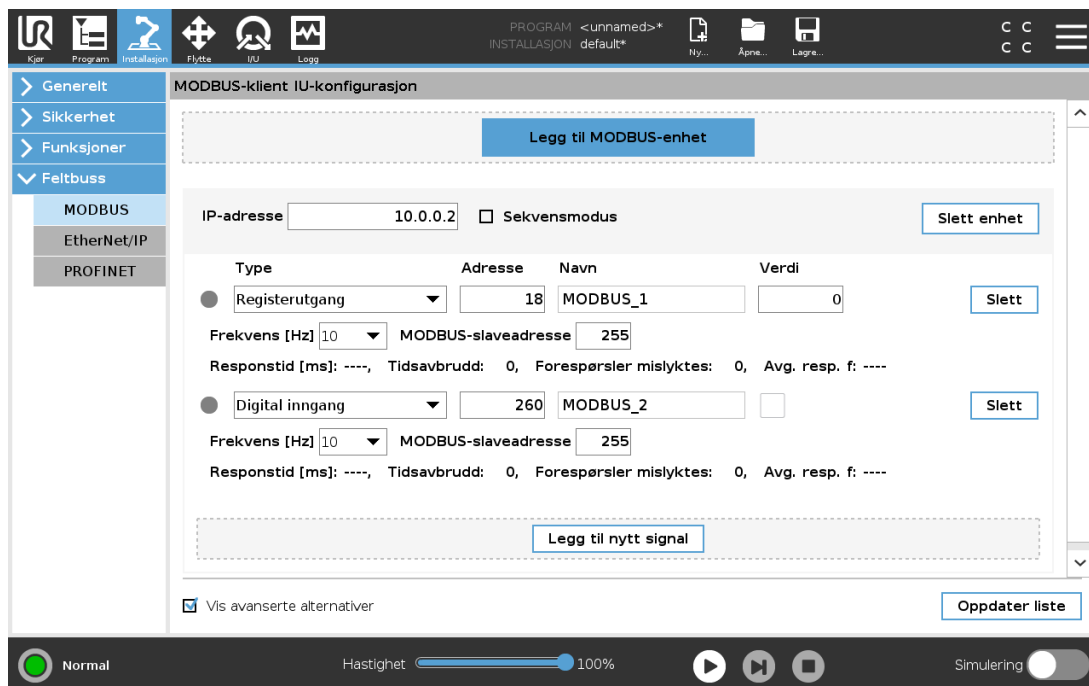 PROGRAM <unnamed>*
INSTALLASJON default*
C C
C C
Kjør Program Installasjon Flytte I/U Logg Ny... Åpne... Lagre...
Generelt
Sikkerhet
Funksjoner
Feltbuss
MODBUS
EtherNet/IP
PROFINET
MODBUS-klient IU-konfigurasjon
Legg til MODBUS-enhet
IP-adresse 10.0.0.2 Sekvensmodus Slett enhet
Type Adresse Navn Verdi
Registerutgang 18 MODBUS_1 0 Slett
Frekvens [Hz] 10 MODBUS-slaveadresse 255
Responstid [ms]: ----, Tidsavbrudd: 0, Forespørsler mislyktes: 0, Avg. resp. f: ----
Digital inngang 260 MODBUS_2 Slett
Frekvens [Hz] 10 MODBUS-slaveadresse 255
Responstid [ms]: ----, Tidsavbrudd: 0, Forespørsler mislyktes: 0, Avg. resp. f: ----
Legg til nytt signal
Vis avanserte alternativer Oppdater liste
Normal Hastighet 100% Simulering